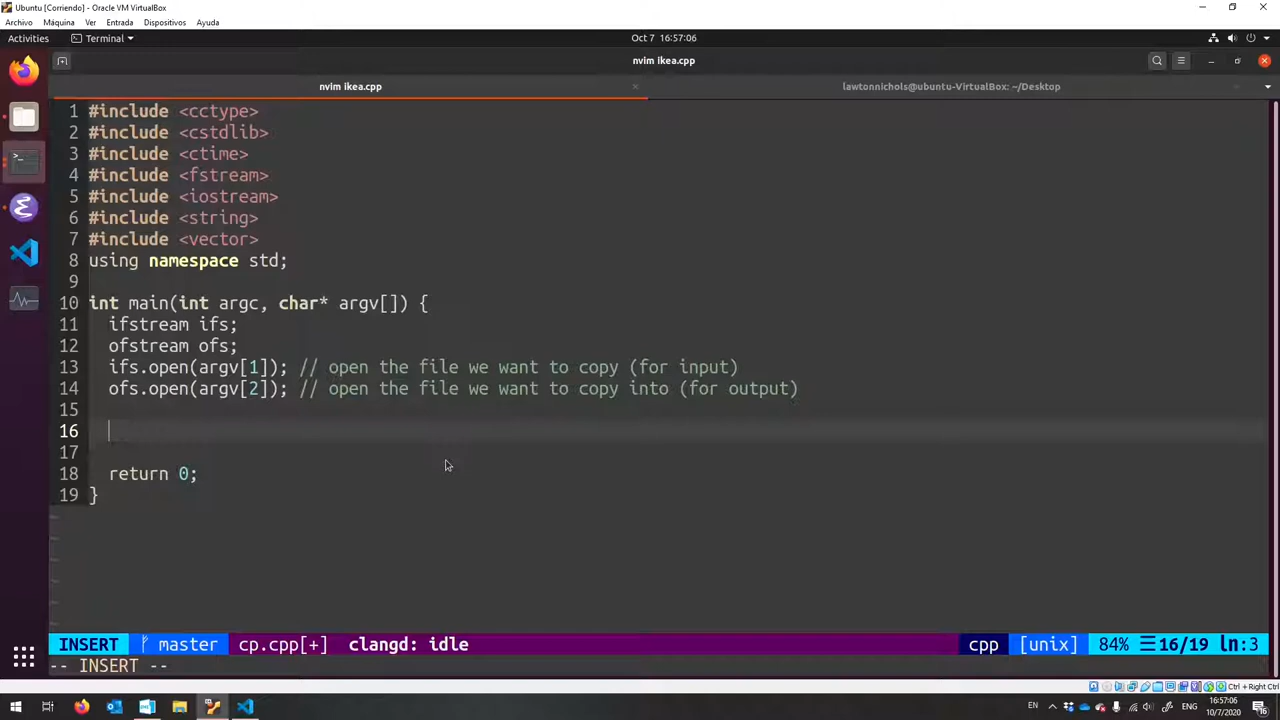 Ubuntu [Corriendo] - Oracle VM VirtualBox
Archivo Máquina Ver Entrada Dispositivos Ayuda
Activities Terminal Oct 7 16:57:06
nvim ikea.cpp
nvim ikea.cpp lawtonnichols@ubuntu-VirtualBox: ~/Desktop
1 #include <cctype>
2 #include <cstdlib>
3 #include <ctime>
4 #include <fstream>
5 #include <iostream>
6 #include <string>
7 #include <vector>
8 using namespace std;
9
10 int main(int argc, char* argv[]) {
11 ifstream ifs;
12 ofstream ofs;
13 ifs.open(argv[1]); // open the file we want to copy (for input)
14 ofs.open(argv[2]); // open the file we want to copy into (for output)
15
16
17
18 return 0;
19 }
INSERT master cp.cpp[+] clangd: idle cpp [unix] 84% ☰16/19 ln:3
-- INSERT --
Ctrl + Right Ctrl
EN ENG 16:57:06
10/7/2020